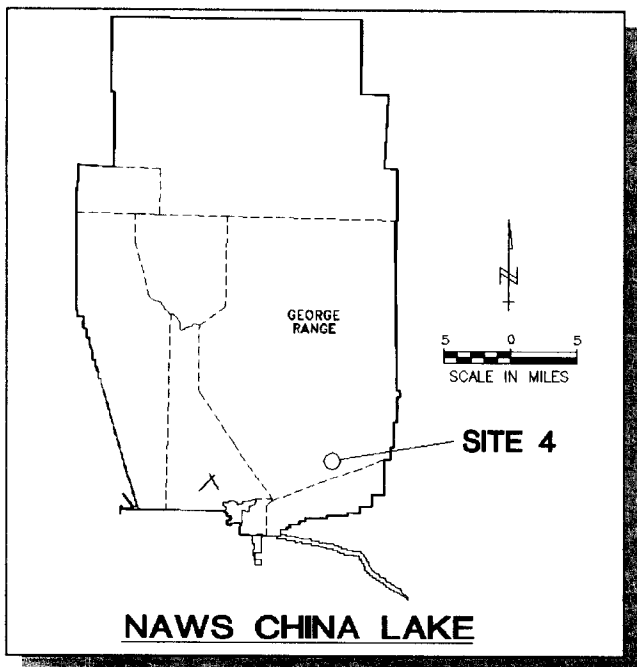 GEORGE
RANGE
N
5 0 5
SCALE IN MILES
SITE 4
NAWS CHINA LAKE